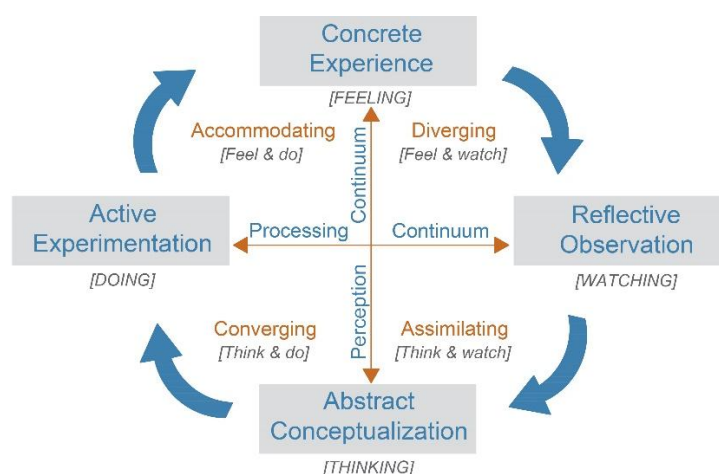 Concrete
Experience
[FEELING]
Accommodating
[Feel & do]
Diverging
[Feel & watch]
Continuum
Active
Experimentation
[DOING]
Processing
Continuum
Reflective
Observation
[WATCHING]
Perception
Converging
[Think & do]
Assimilating
[Think & watch]
Abstract
Conceptualization
[THINKING]